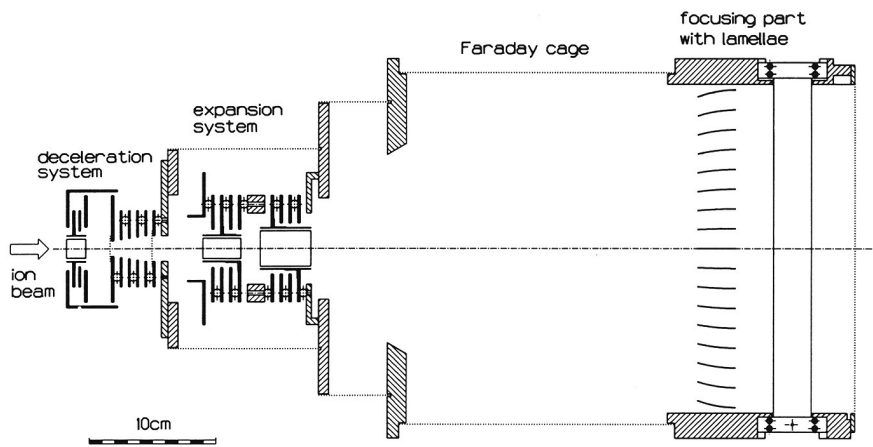 focusing part
with lamellae
Faraday cage
expansion
system
deceleration
system
ion
beam
10cm